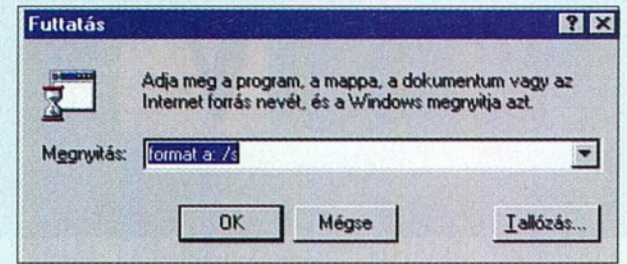 Futtatás
Adja meg a program, a mappa, a dokumentum vagy az
Internet forrás nevét, és a Windows megnyitja azt.
Megnyitás: format a: /s
OK Mégse Tallózás...